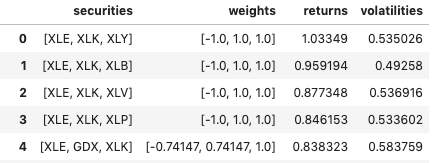 securities weights returns volatilities
0 [XLE, XLK, XLY] [-1.0, 1.0, 1.0] 1.03349 0.535026
1 [XLE, XLK, XLB] [-1.0, 1.0, 1.0] 0.959194 0.49258
2 [XLE, XLK, XLV] [-1.0, 1.0, 1.0] 0.877348 0.536916
3 [XLE, XLK, XLP] [-1.0, 1.0, 1.0] 0.846153 0.533602
4 [XLE, GDX, XLK] [-0.74147, 0.74147, 1.0] 0.838323 0.583759